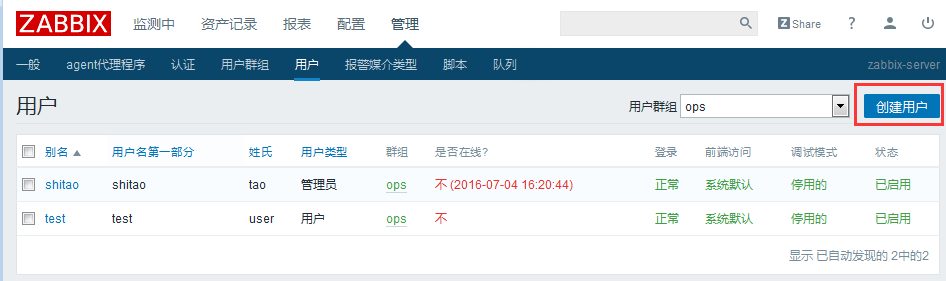 ZABBIX 监测中 资产记录 报表 配置 管理 Z Share ?
一般 agent代理程序 认证 用户群组 用户 报警媒介类型 脚本 队列 zabbix-server
用户 用户群组 ops 创建用户
别名 用户名第一部分 姓氏 用户类型 群组 是否在线? 登录 前端访问 调试模式 状态
shitao shitao tao 管理员 ops 不 (2016-07-04 16:20:44) 正常 系统默认 停用的 已启用
test test user 用户 ops 不 正常 系统默认 停用的 已启用
显示 已自动发现的 2中的2